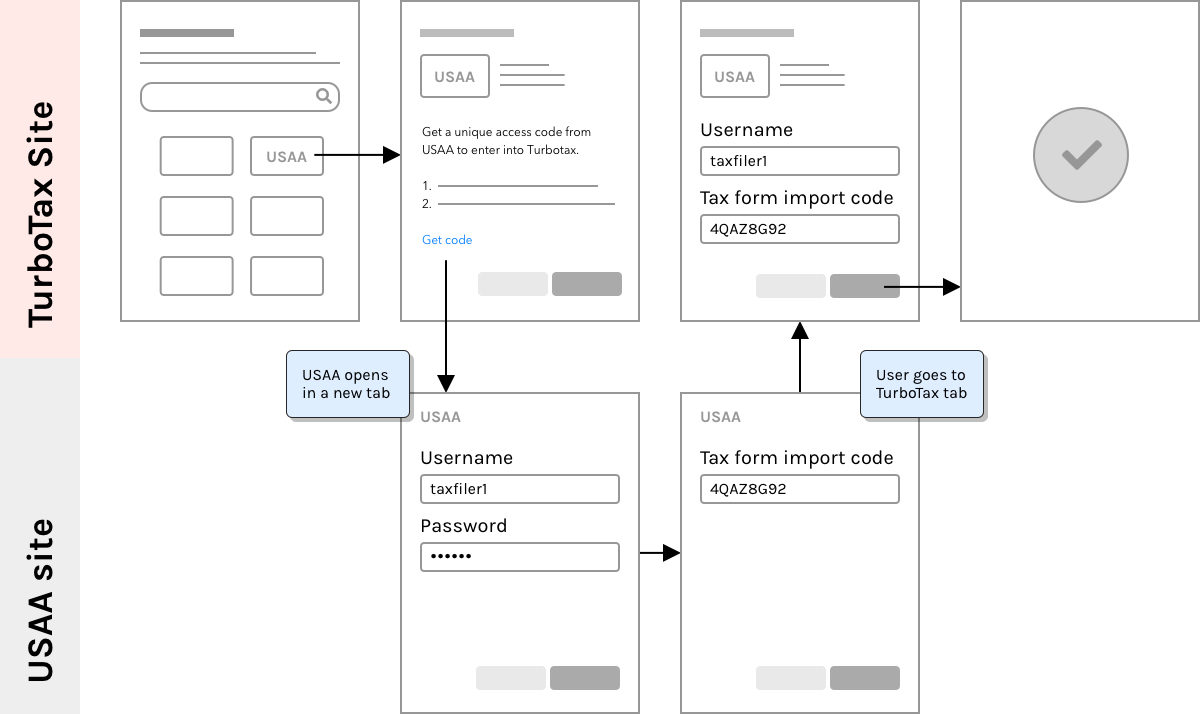 TurboTax Site
USAA
USAA
Get a unique access code from
USAA to enter into Turbotax.
1.
2.
Get code
USAA
Username
taxfiler1
Tax form import code
4QAZ8G92
USAA site
USAA opens
in a new tab
USAA
Username
taxfiler1
Password
••••••
USAA
Tax form import code
4QAZ8G92
User goes to
TurboTax tab